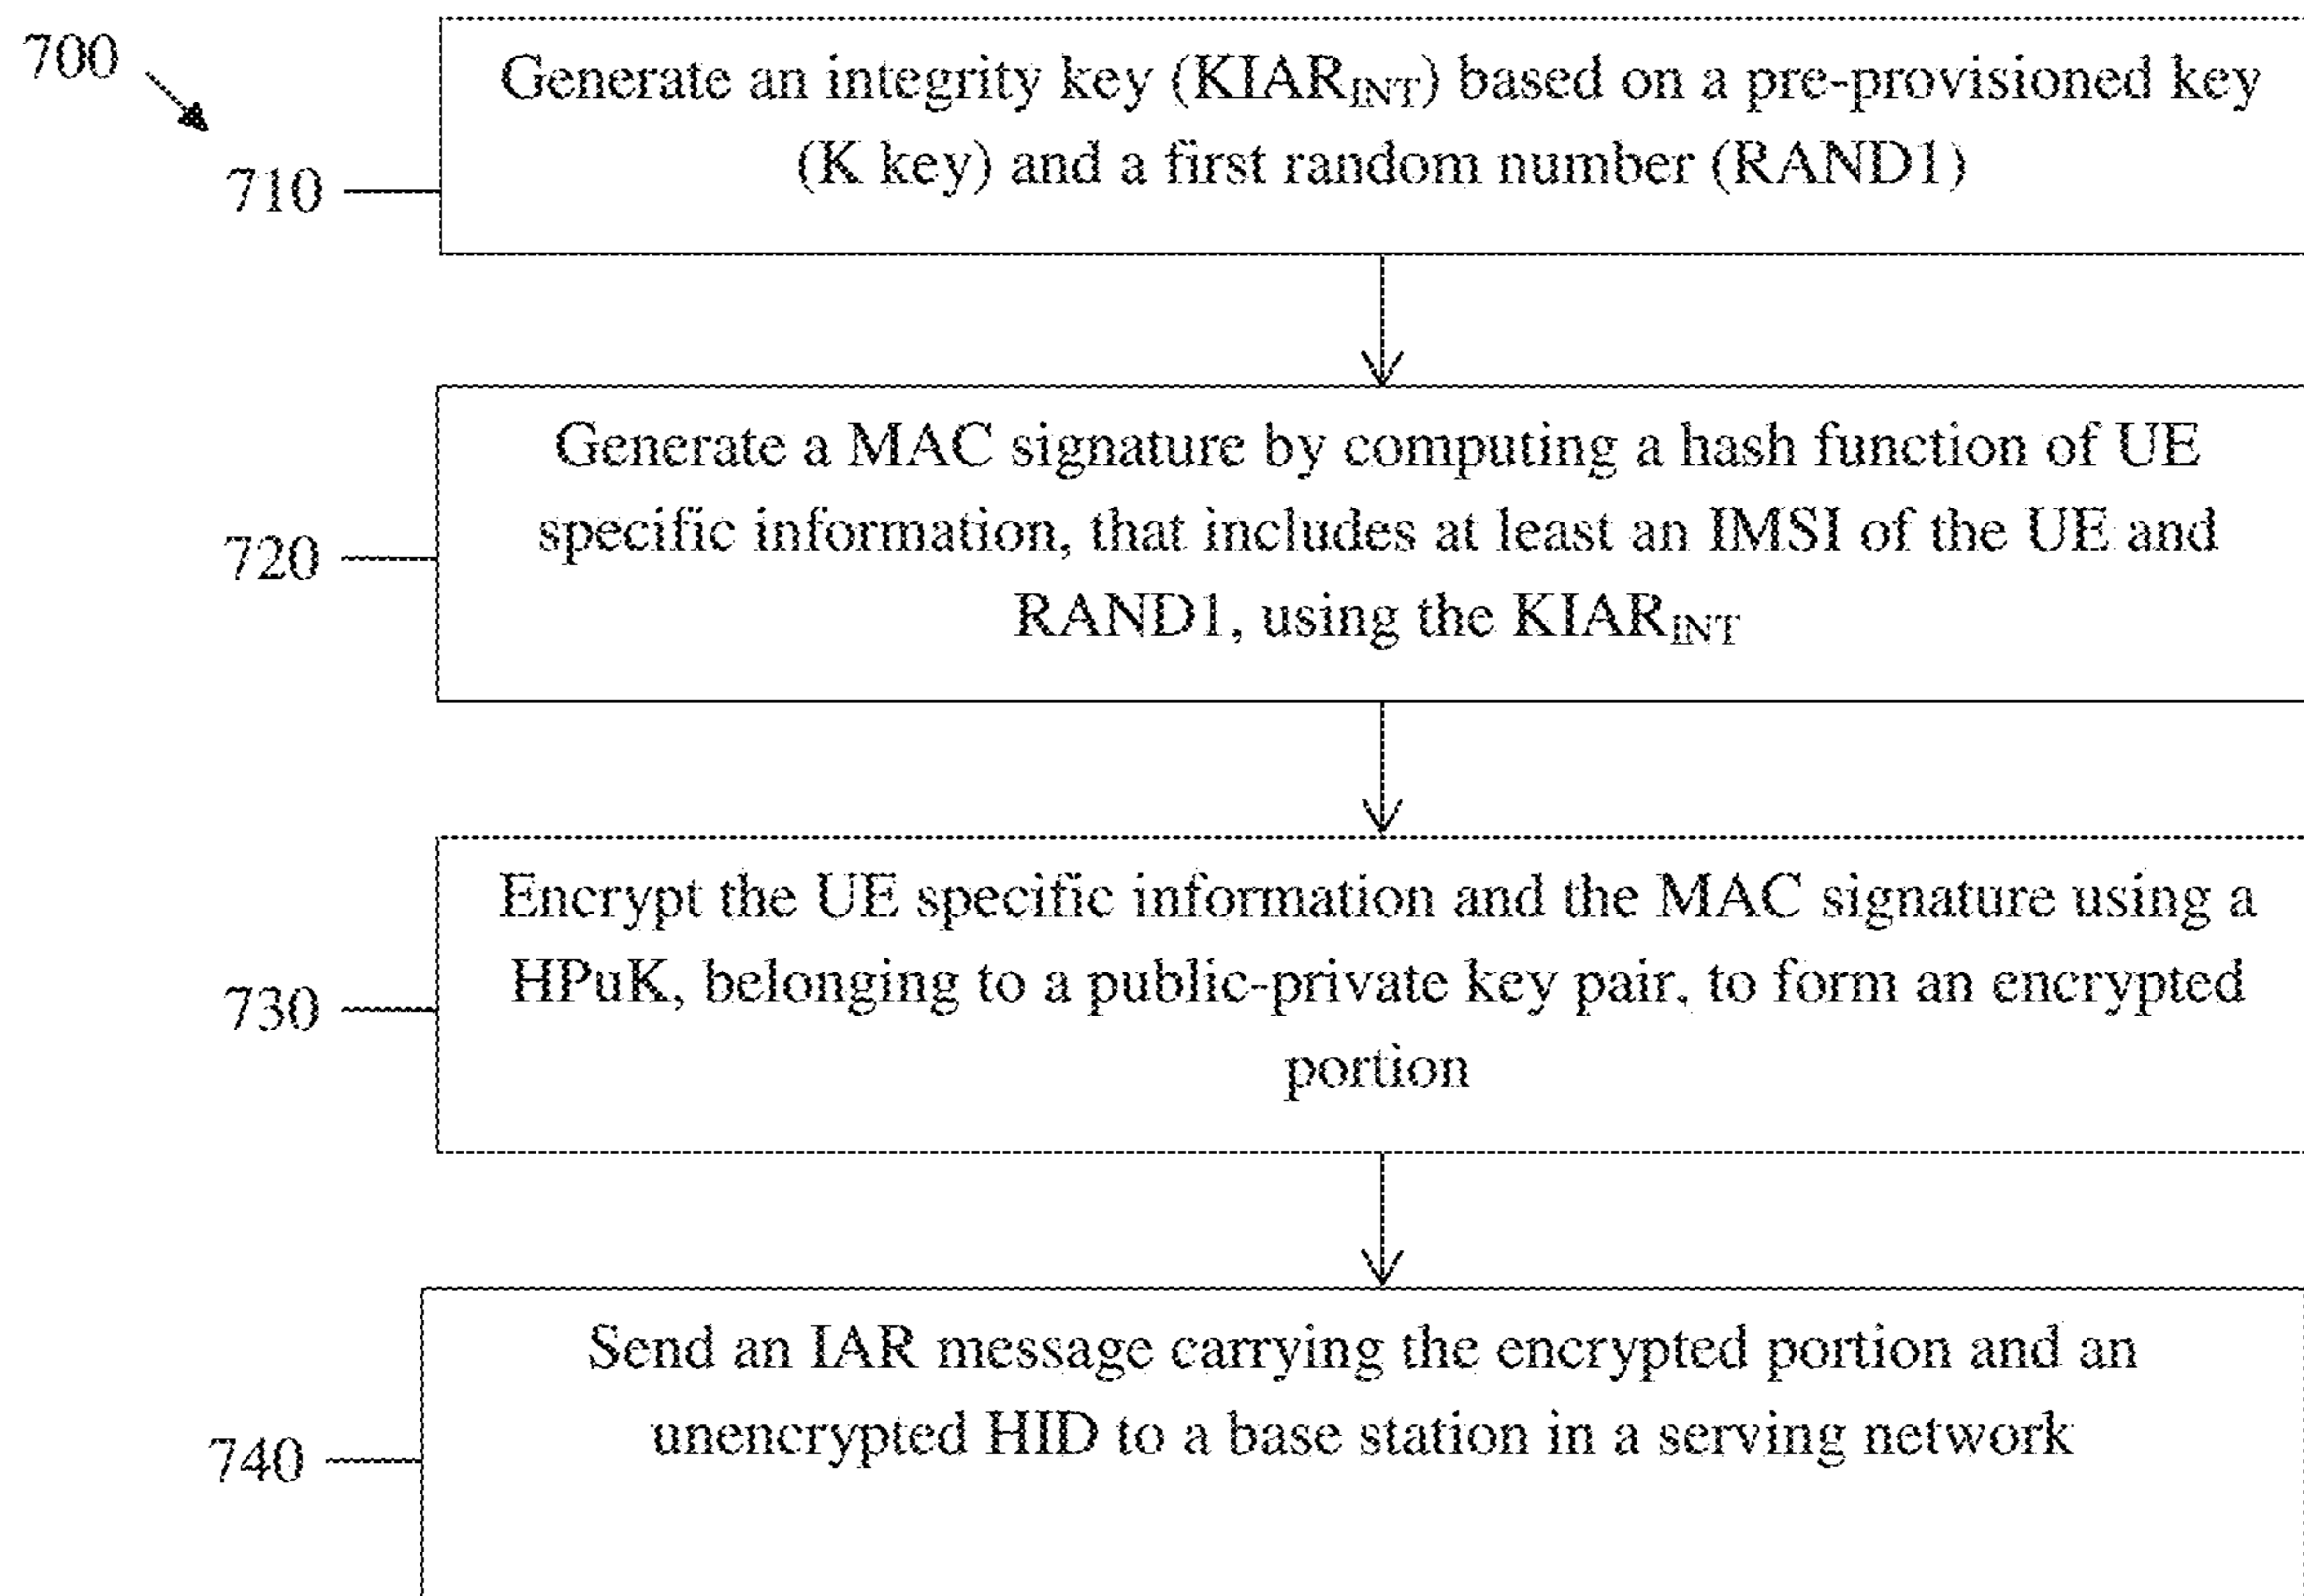 700
Generate an integrity key (KIARINT) based on a pre-provisioned key
(K key) and a first random number (RAND1)
710
Generate a MAC signature by computing a hash function of UE
specific information, that includes at least an IMSI of the UE and
RAND1, using the KIARINT
720
Encrypt the UE specific information and the MAC signature using a
HPuK, belonging to a public-private key pair, to form an encrypted
portion
730
Send an IAR message carrying the encrypted portion and an
unencrypted HID to a base station in a serving network
740